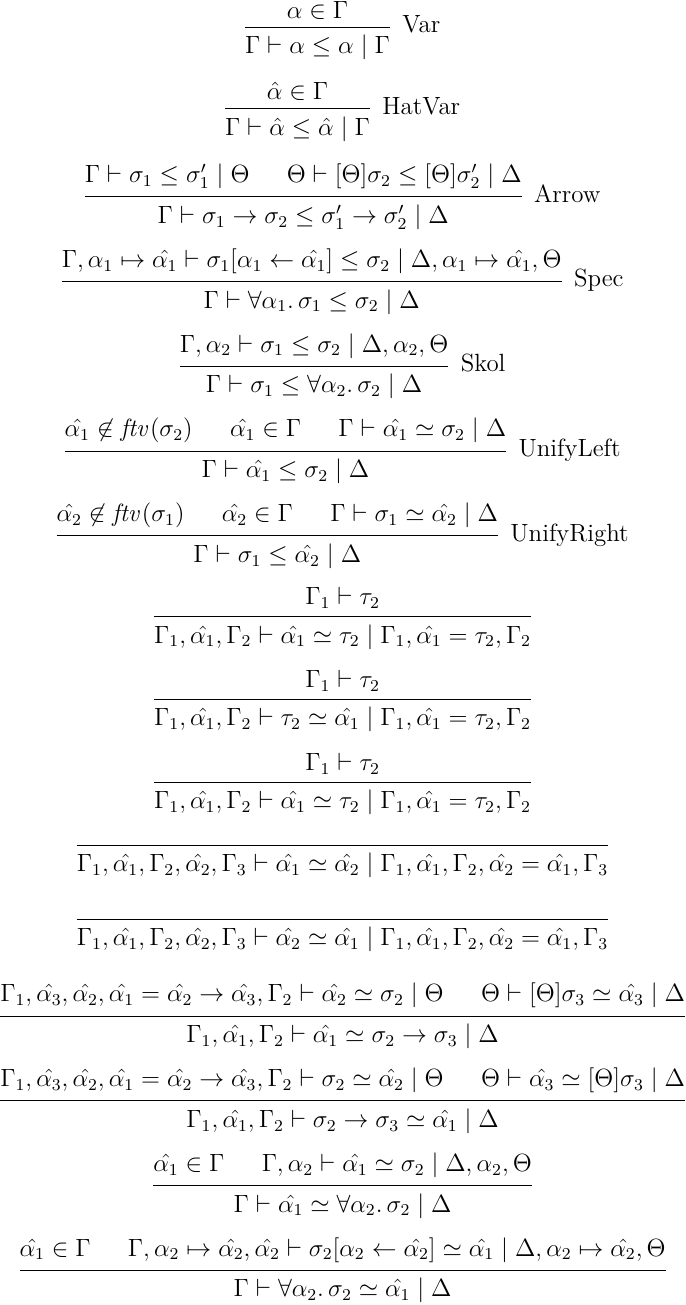 α ∈ Γ
Γ ⊢ α ≤ α | Γ Var
α̂ ∈ Γ
Γ ⊢ α̂ ≤ α̂ | Γ HatVar
Γ ⊢ σ₁ ≤ σ₁′ | Θ Θ ⊢ [Θ]σ₂ ≤ [Θ]σ₂′ | Δ
Γ ⊢ σ₁ → σ₂ ≤ σ₁′ → σ₂′ | Δ Arrow
Γ, α₁ ↦ α̂₁ ⊢ σ₁[α₁ ← α̂₁] ≤ σ₂ | Δ, α₁ ↦ α̂₁, Θ
Γ ⊢ ∀α₁. σ₁ ≤ σ₂ | Δ Spec
Γ, α₂ ⊢ σ₁ ≤ σ₂ | Δ, α₂, Θ
Γ ⊢ σ₁ ≤ ∀α₂. σ₂ | Δ Skol
α̂₁ ∉ ftv(σ₂) α̂₁ ∈ Γ Γ ⊢ α̂₁ ≃ σ₂ | Δ
Γ ⊢ α̂₁ ≤ σ₂ | Δ UnifyLeft
α̂₂ ∉ ftv(σ₁) α̂₂ ∈ Γ Γ ⊢ σ₁ ≃ α̂₂ | Δ
Γ ⊢ σ₁ ≤ α̂₂ | Δ UnifyRight
Γ₁ ⊢ τ₂
Γ₁, α̂₁, Γ₂ ⊢ α̂₁ ≃ τ₂ | Γ₁, α̂₁ = τ₂, Γ₂
Γ₁ ⊢ τ₂
Γ₁, α̂₁, Γ₂ ⊢ τ₂ ≃ α̂₁ | Γ₁, α̂₁ = τ₂, Γ₂
Γ₁ ⊢ τ₂
Γ₁, α̂₁, Γ₂ ⊢ α̂₁ ≃ τ₂ | Γ₁, α̂₁ = τ₂, Γ₂
Γ₁, α̂₁, Γ₂, α̂₂, Γ₃ ⊢ α̂₁ ≃ α̂₂ | Γ₁, α̂₁, Γ₂, α̂₂ = α̂₁, Γ₃
Γ₁, α̂₁, Γ₂, α̂₂, Γ₃ ⊢ α̂₂ ≃ α̂₁ | Γ₁, α̂₁, Γ₂, α̂₂ = α̂₁, Γ₃
Γ₁, α̂₃, α̂₂, α̂₁ = α̂₂ → α̂₃, Γ₂ ⊢ α̂₂ ≃ σ₂ | Θ Θ ⊢ [Θ]σ₃ ≃ α̂₃ | Δ
Γ₁, α̂₁, Γ₂ ⊢ α̂₁ ≃ σ₂ → σ₃ | Δ
Γ₁, α̂₃, α̂₂, α̂₁ = α̂₂ → α̂₃, Γ₂ ⊢ σ₂ ≃ α̂₂ | Θ Θ ⊢ α̂₃ ≃ [Θ]σ₃ | Δ
Γ₁, α̂₁, Γ₂ ⊢ σ₂ → σ₃ ≃ α̂₁ | Δ
α̂₁ ∈ Γ Γ, α₂ ⊢ α̂₁ ≃ σ₂ | Δ, α₂, Θ
Γ ⊢ α̂₁ ≃ ∀α₂. σ₂ | Δ
α̂₁ ∈ Γ Γ, α₂ ↦ α̂₂, α̂₂ ⊢ σ₂[α₂ ← α̂₂] ≃ α̂₁ | Δ, α₂ ↦ α̂₂, Θ
Γ ⊢ ∀α₂. σ₂ ≃ α̂₁ | Δ